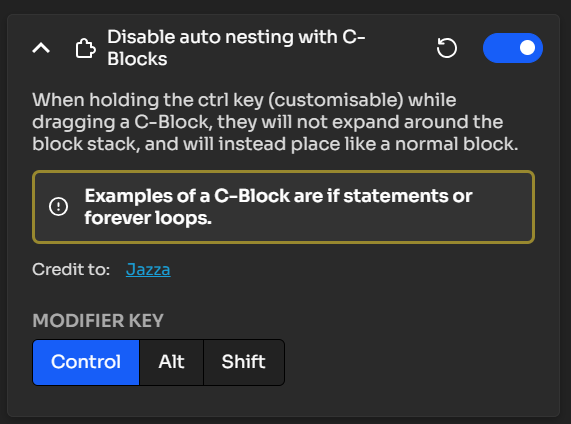 Disable auto nesting with C-
Blocks
When holding the ctrl key (customisable) while
dragging a C-Block, they will not expand around the
block stack, and will instead place like a normal block.
Examples of a C-Block are if statements or
forever loops.
Credit to: Jazza
MODIFIER KEY
Control Alt Shift